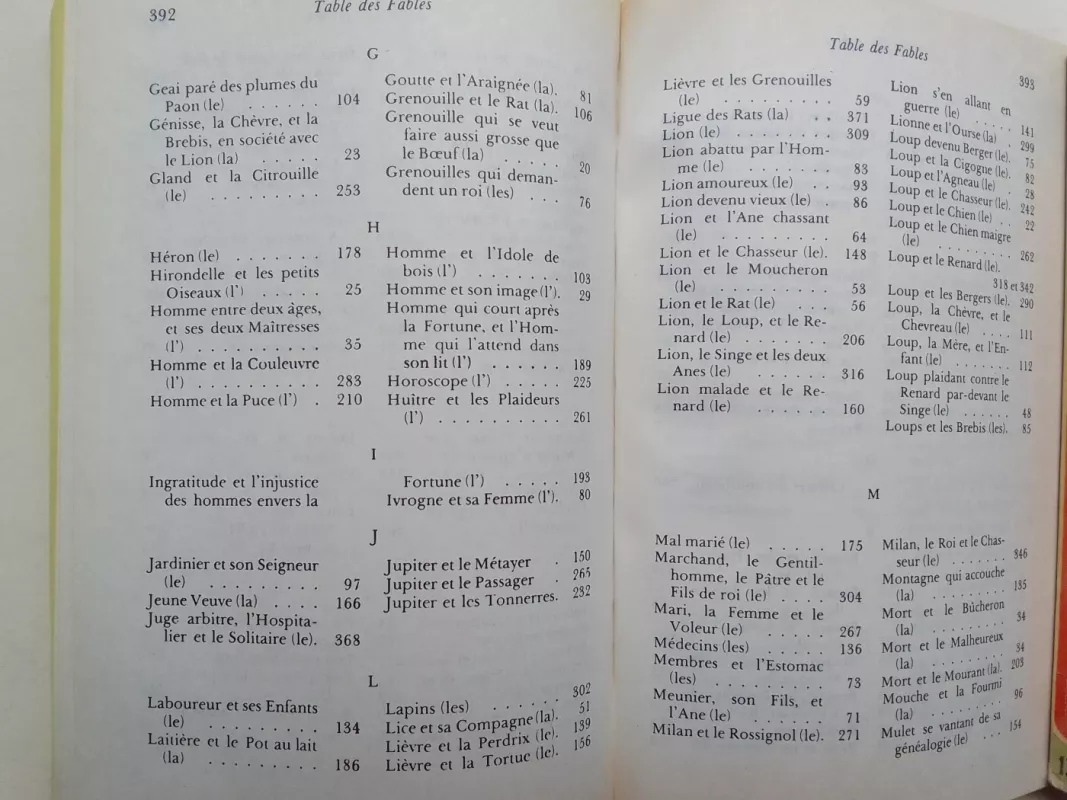 392
Table des Fables
G
Geai paré des plumes du
Paon (le) . . . . . . 104
Génisse, la Chèvre, et la
Brebis, en société avec
le Lion (la) . . . . . 23
Gland et la Citrouille
(le) . . . . . . . . . 253
Goutte et l'Araignée (la). 81
Grenouille et le Rat (la). 106
Grenouille qui se veut
faire aussi grosse que
le Bœuf (la) . . . . . 20
Grenouilles qui deman-
dent un roi (les) . . . 76
H
Héron (le) . . . . . . . 178
Hirondelle et les petits
Oiseaux (l') . . . . . 25
Homme entre deux âges,
et ses deux Maîtresses
(l') . . . . . . . . . . 35
Homme et la Couleuvre
(l') . . . . . . . . . . 283
Homme et la Puce (l') . 210
Homme et l'Idole de
bois (l') . . . . . . . 103
Homme et son image (l'). 29
Homme qui court après
la Fortune, et l'Hom-
me qui l'attend dans
son lit (l') . . . . . . 189
Horoscope (l') . . . . . 225
Huître et les Plaideurs
(l') . . . . . . . . . . 261
I
Ingratitude et l'injustice
des hommes envers la
Fortune (l') . . . . . 193
Ivrogne et sa Femme (l'). 80
J
Jardinier et son Seigneur
(le) . . . . . . . . 97
Jeune Veuve (la) . . . . 166
Juge arbitre, l'Hospita-
lier et le Solitaire (le). 368
Jupiter et le Métayer . 150
Jupiter et le Passager . 265
Jupiter et les Tonnerres. 232
L
Laboureur et ses Enfants
(le) . . . . . . . . 134
Laitière et le Pot au lait
(la) . . . . . . . . . 186
Lapins (les) . . . . . . 302
Lice et sa Compagne (la). 51
Lièvre et la Perdrix (le). 139
Lièvre et la Tortue (le). 156
Table des Fables
393
Lièvre et les Grenouilles
(le) . . . . . . . . . 59
Ligue des Rats (la) . . 371
Lion (le) . . . . . . . . 309
Lion abattu par l'Hom-
me (le) . . . . . . . 83
Lion amoureux (le) . . 93
Lion devenu vieux (le) . 86
Lion et l'Ane chassant
(le) . . . . . . . . . 64
Lion et le Chasseur (le). 148
Lion et le Moucheron
(le) . . . . . . . . . 53
Lion et le Rat (le) . . . 56
Lion, le Loup, et le Re-
nard (le) . . . . . . . 206
Lion, le Singe et les deux
Anes (le) . . . . . . 316
Lion malade et le Re-
nard (le) . . . . . . 160
Lion s'en allant en
guerre (le) . . . . . 141
Lionne et l'Ourse (la) . 299
Loup devenu Berger (le). 75
Loup et la Cigogne (le). 82
Loup et l'Agneau (le) . 28
Loup et le Chasseur (le). 242
Loup et le Chien (le) . . 22
Loup et le Chien maigre
(le) . . . . . . . . . 262
Loup et le Renard (le).
318 et 342
Loup et les Bergers (le). 290
Loup, la Chèvre, et le
Chevreau (le) . . . . 111
Loup, la Mère, et l'En-
fant (le) . . . . . . . 112
Loup plaidant contre le
Renard par-devant le
Singe (le) . . . . . . 48
Loups et les Brebis (les). 85
M
Mal marié (le) . . . . . 175
Marchand, le Gentil-
homme, le Pâtre et le
Fils de roi (le) . . . . 304
Mari, la Femme et le
Voleur (le) . . . . . 267
Médecins (les) . . . . . 136
Membres et l'Estomac
(les) . . . . . . . . . 73
Meunier, son Fils, et
l'Ane (le) . . . . . . 71
Milan et le Rossignol (le). 271
Milan, le Roi et le Chas-
seur (le) . . . . . . 346
Montagne qui accouche
(la) . . . . . . . . . 135
Mort et le Bûcheron
(la) . . . . . . . . . 34
Mort et le Malheureux
(la) . . . . . . . . . 34
Mort et le Mourant (la). 203
Mouche et la Fourmi
(la) . . . . . . . . . 96
Mulet se vantant de sa
généalogie (le) . . . 154